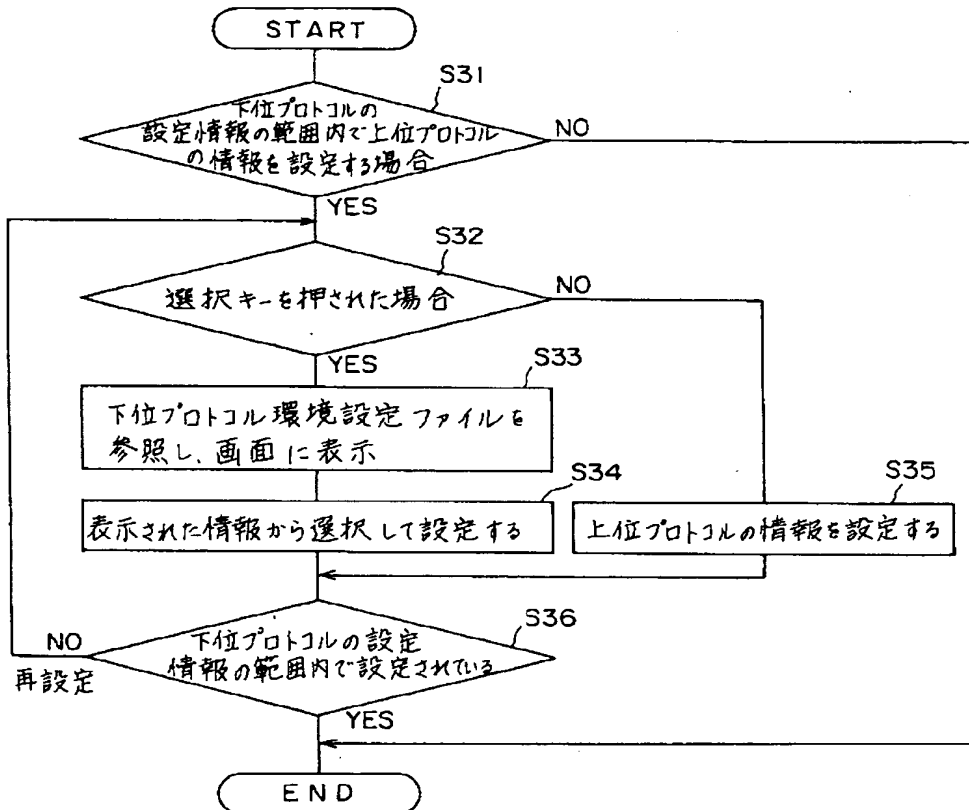 START
S31
下位プロトコルの
設定情報の範囲内で上位プロトコル
の情報を設定する場合
NO
YES
S32
選択キーを押された場合
NO
YES
S33
下位プロトコル環境設定ファイルを
参照し、画面に表示
S34
表示された情報から選択して設定する
S35
上位プロトコルの情報を設定する
S36
下位プロトコルの設定
情報の範囲内で設定されている
NO
再設定
YES
END